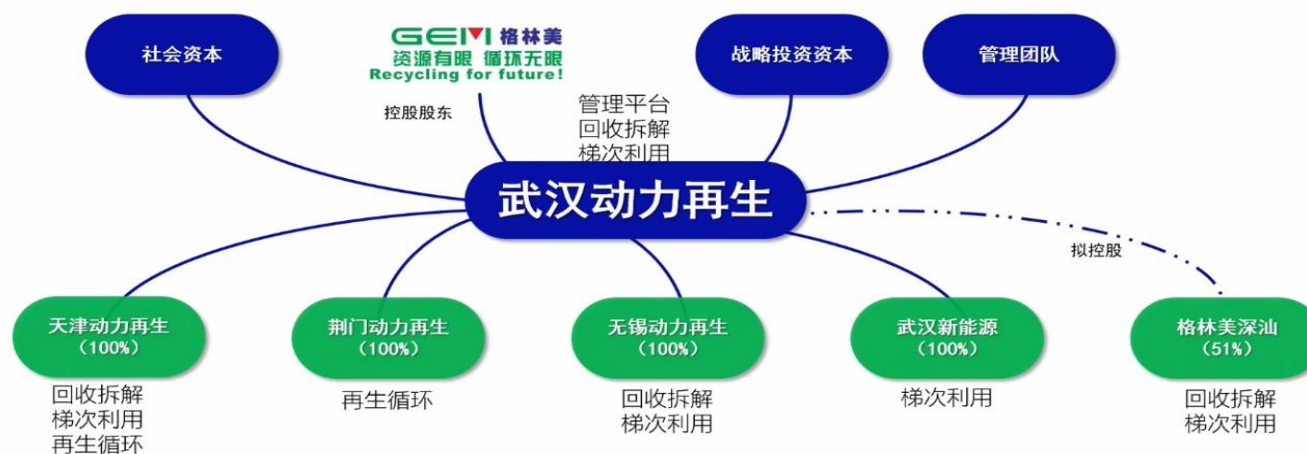 社会资本
GEM 格林美
资源有限 循环无限
Recycling for future!
控股股东
管理平台
回收拆解
梯次利用
战略投资资本
管理团队
武汉动力再生
拟控股
天津动力再生
（100%）
回收拆解
梯次利用
再生循环
荆门动力再生
（100%）
再生循环
无锡动力再生
（100%）
回收拆解
梯次利用
武汉新能源
（100%）
梯次利用
格林美深汕
（51%）
回收拆解
梯次利用